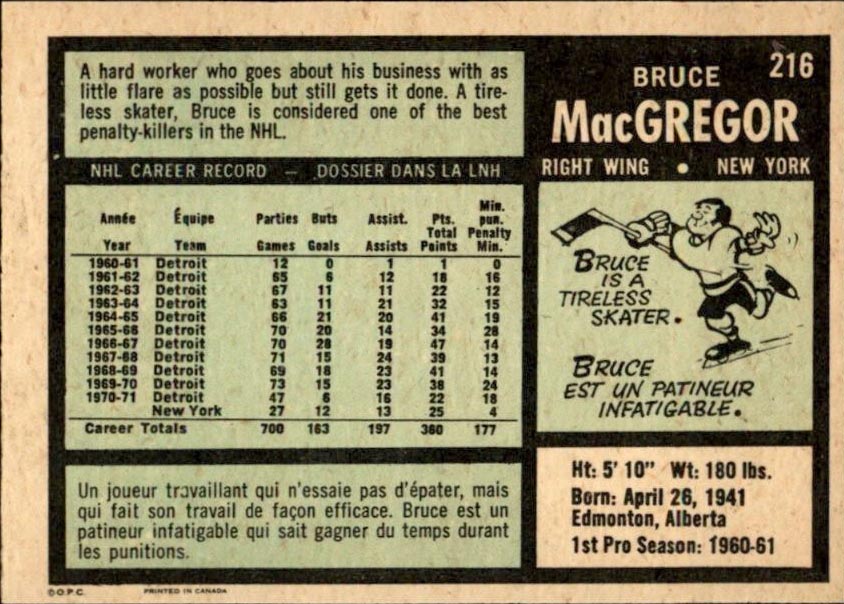 A hard worker who goes about his business with as
little flare as possible but still gets it done. A tire-
less skater, Bruce is considered one of the best
penalty-killers in the NHL.
216
BRUCE
MacGREGOR
RIGHT WING • NEW YORK
NHL CAREER RECORD — DOSSIER DANS LA LNH
Année Équipe Parties Buts Assist. Pts. Total Min. pun.
Year Team Games Goals Assists Points Penalty Min.
1960-61 Detroit 12 0 1 1 0
1961-62 Detroit 65 6 12 18 16
1962-63 Detroit 67 11 11 22 12
1963-64 Detroit 63 11 21 32 15
1964-65 Detroit 66 21 20 41 19
1965-66 Detroit 70 20 14 34 28
1966-67 Detroit 70 28 19 47 14
1967-68 Detroit 71 15 24 39 13
1968-69 Detroit 69 18 23 41 14
1969-70 Detroit 73 15 23 38 24
1970-71 Detroit 47 6 16 22 18
New York 27 12 13 25 4
Career Totals 700 163 197 360 177
BRUCE
IS A
TIRELESS
SKATER.
BRUCE
EST UN PATINEUR
INFATIGABLE.
Un joueur travaillant qui n'essaie pas d'épater, mais
qui fait son travail de façon efficace. Bruce est un
patineur infatigable qui sait gagner du temps durant
les punitions.
Ht: 5' 10" Wt: 180 lbs.
Born: April 26, 1941
Edmonton, Alberta
1st Pro Season: 1960-61
© O.P.C. PRINTED IN CANADA